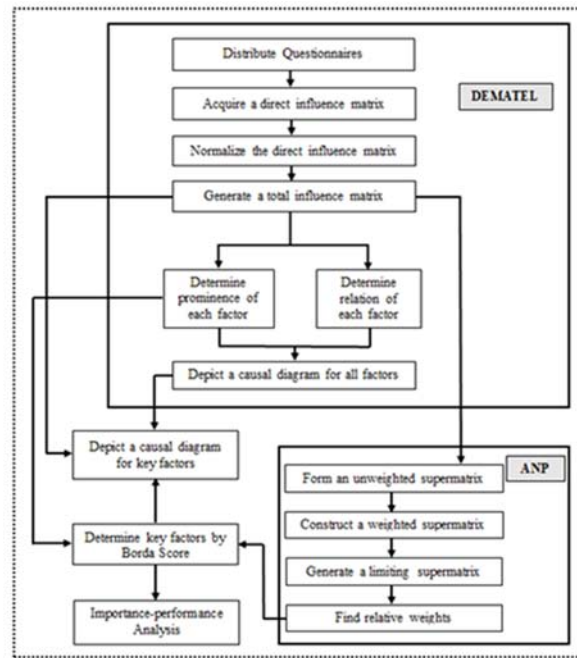 Distribute Questionnaires
DEMATEL
Acquire a direct influence matrix
Normalize the direct influence matrix
Generate a total influence matrix
Determine
prominence of
each factor
Determine
relation of
each factor
Depict a causal diagram for all factors
Depict a causal diagram
for key factors
ANP
Form an unweighted supermatrix
Construct a weighted supermatrix
Determine key factors by
Borda Score
Generate a limiting supermatrix
Importance-performance
Analysis
Find relative weights